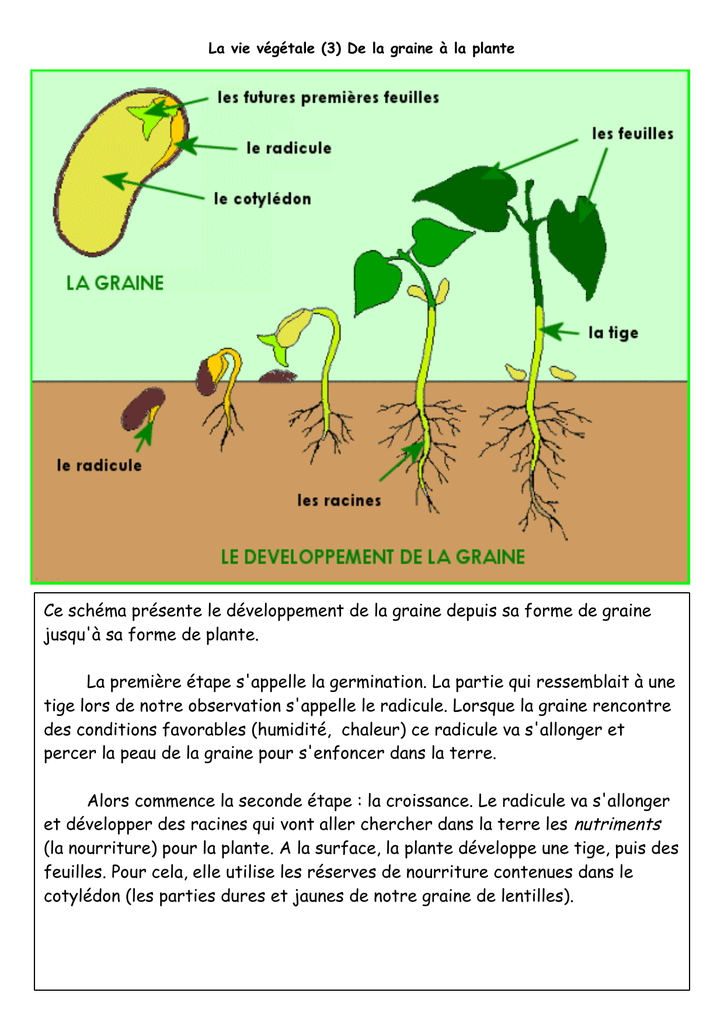 La vie végétale (3) De la graine à la plante
les futures premières feuilles
les feuilles
le radicule
le cotylédon
LA GRAINE
la tige
le radicule
les racines
LE DEVELOPPEMENT DE LA GRAINE
Ce schéma présente le développement de la graine depuis sa forme de graine
jusqu'à sa forme de plante.
La première étape s'appelle la germination. La partie qui ressemblait à une
tige lors de notre observation s'appelle le radicule. Lorsque la graine rencontre
des conditions favorables (humidité, chaleur) ce radicule va s'allonger et
percer la peau de la graine pour s'enfoncer dans la terre.
Alors commence la seconde étape : la croissance. Le radicule va s'allonger
et développer des racines qui vont aller chercher dans la terre les nutriments
(la nourriture) pour la plante. A la surface, la plante développe une tige, puis des
feuilles. Pour cela, elle utilise les réserves de nourriture contenues dans le
cotylédon (les parties dures et jaunes de notre graine de lentilles).